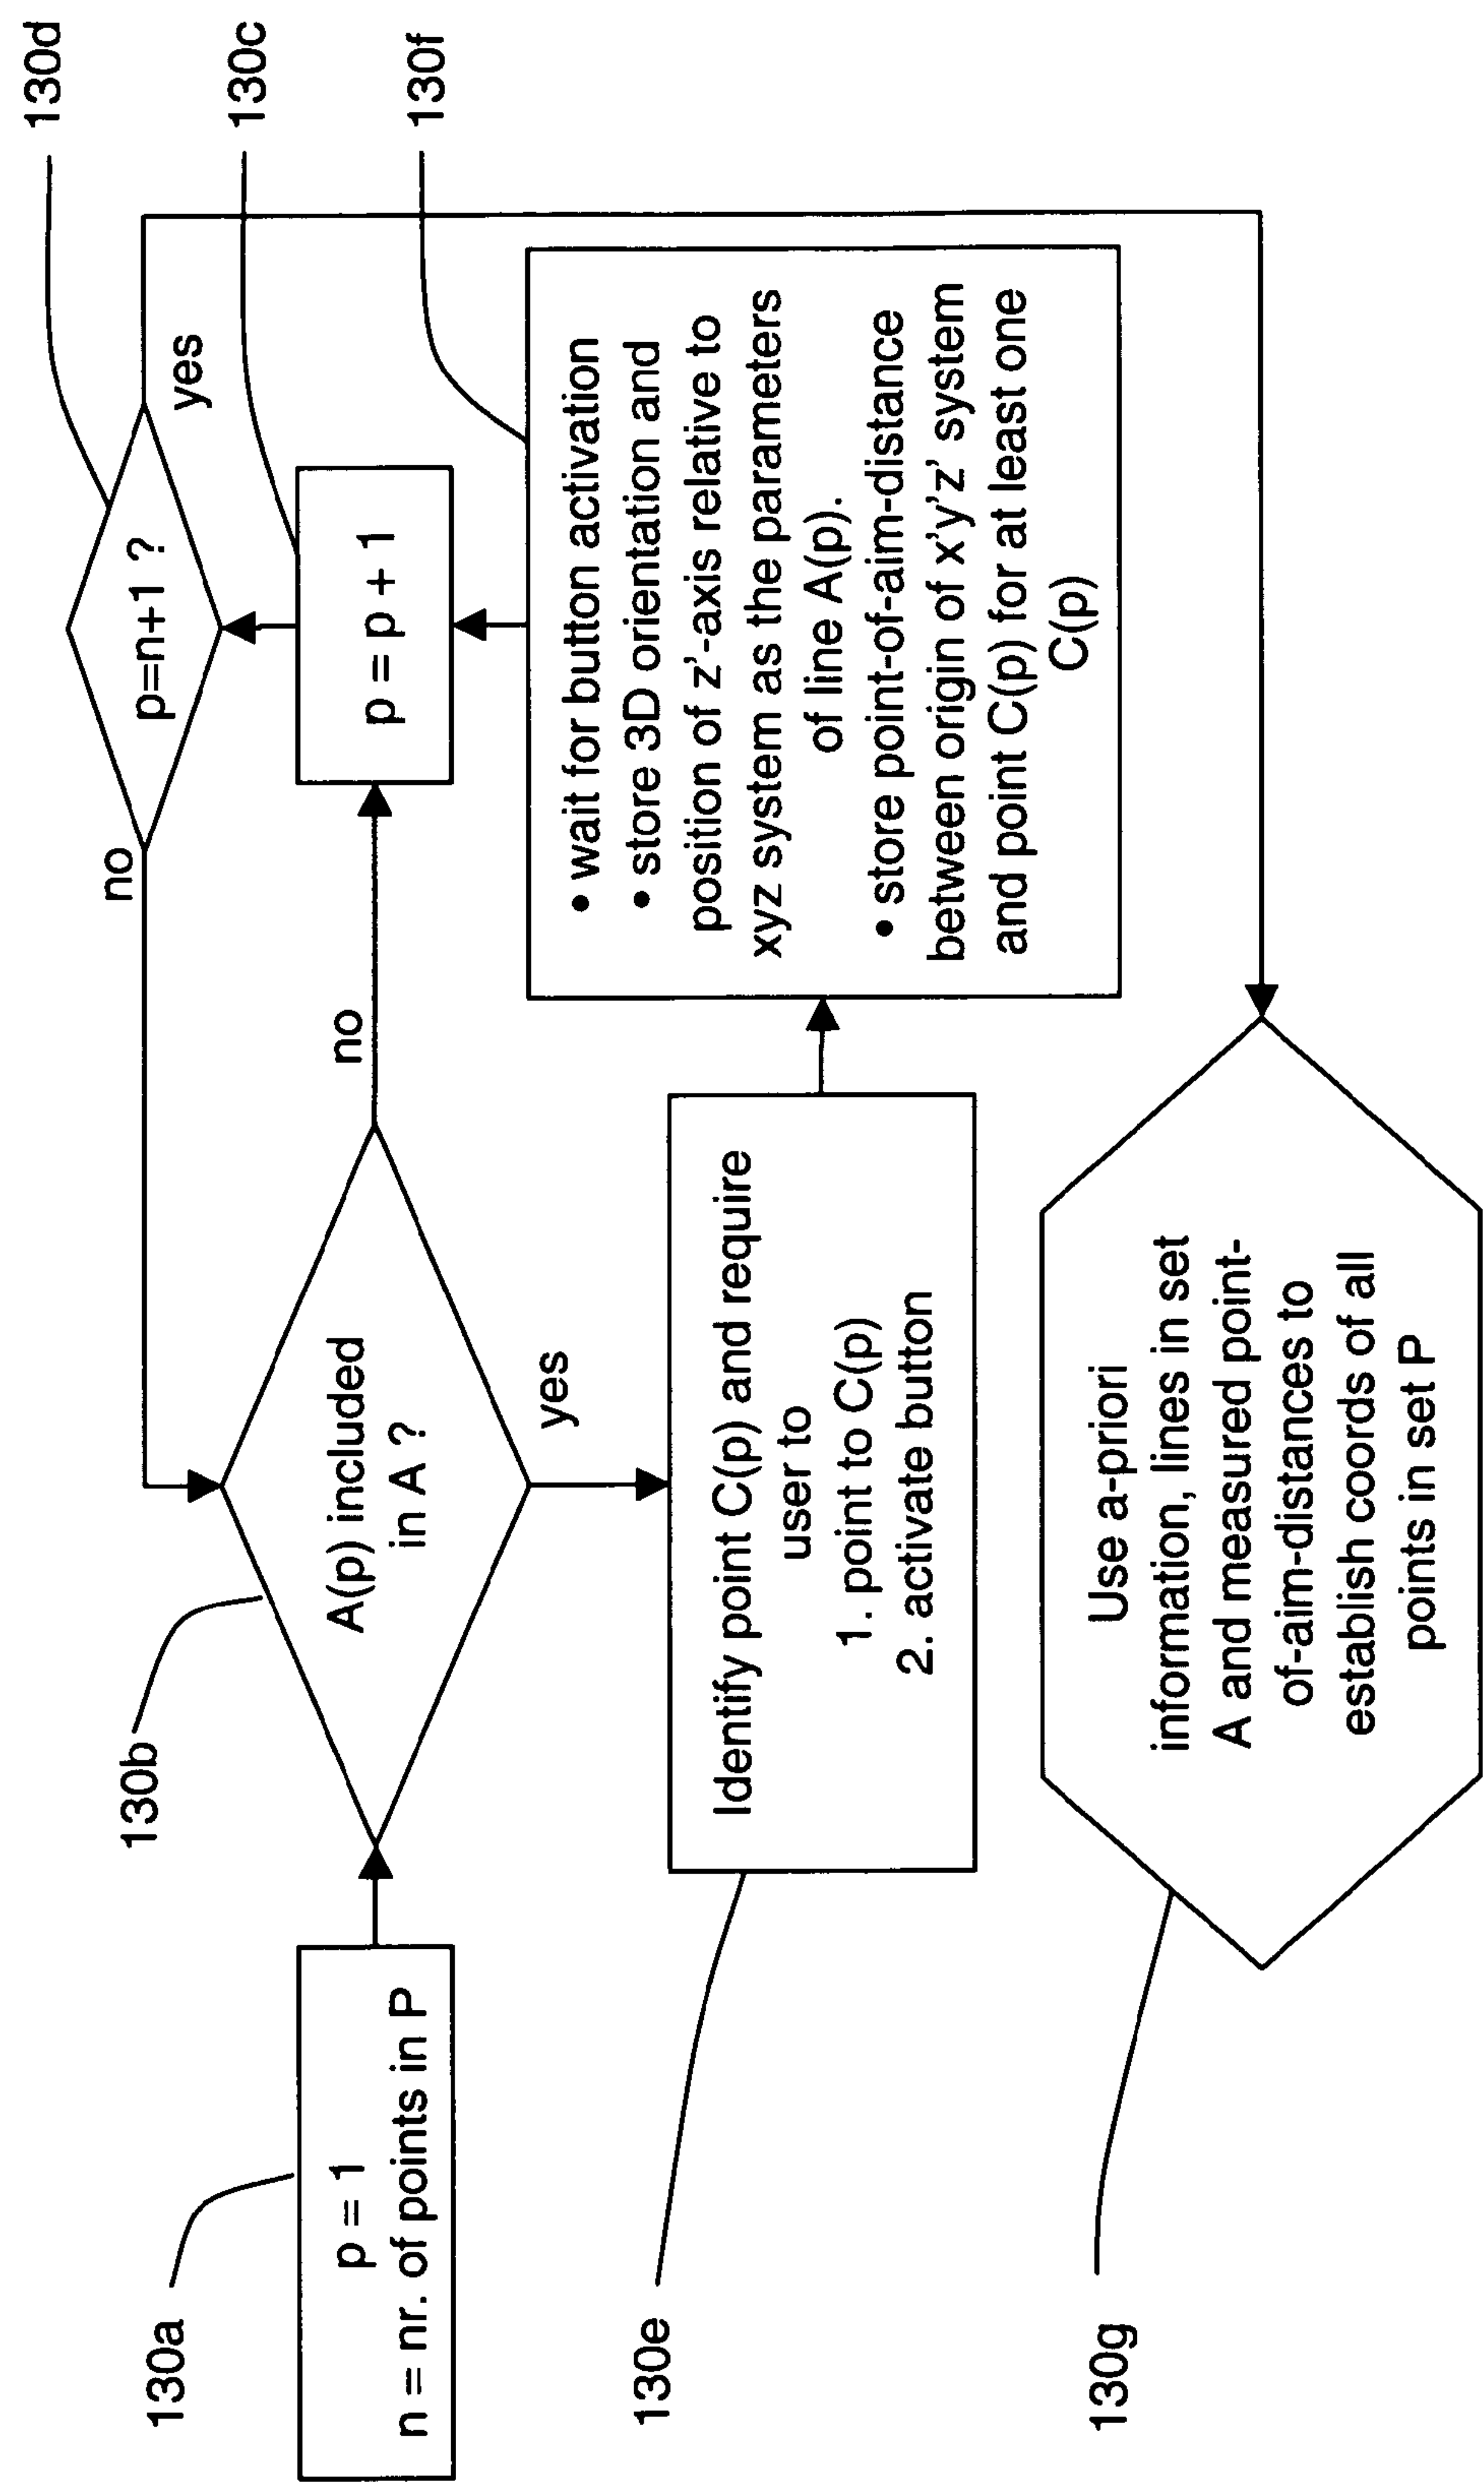 130a
p = 1
n = nr. of points in P
130b
A(p) included
in A ?
no
yes
130c
p = p + 1
130d
p=n+1 ?
no
yes
130e
Identify point C(p) and require
user to
1. point to C(p)
2. activate button
130f
• wait for button activation
• store 3D orientation and
position of z'-axis relative to
xyz system as the parameters
of line A(p).
• store point-of-aim-distance
between origin of x'y'z' system
and point C(p) for at least one
C(p)
130g
Use a-priori
information, lines in set
A and measured point-
of-aim-distances to
establish coords of all
points in set P